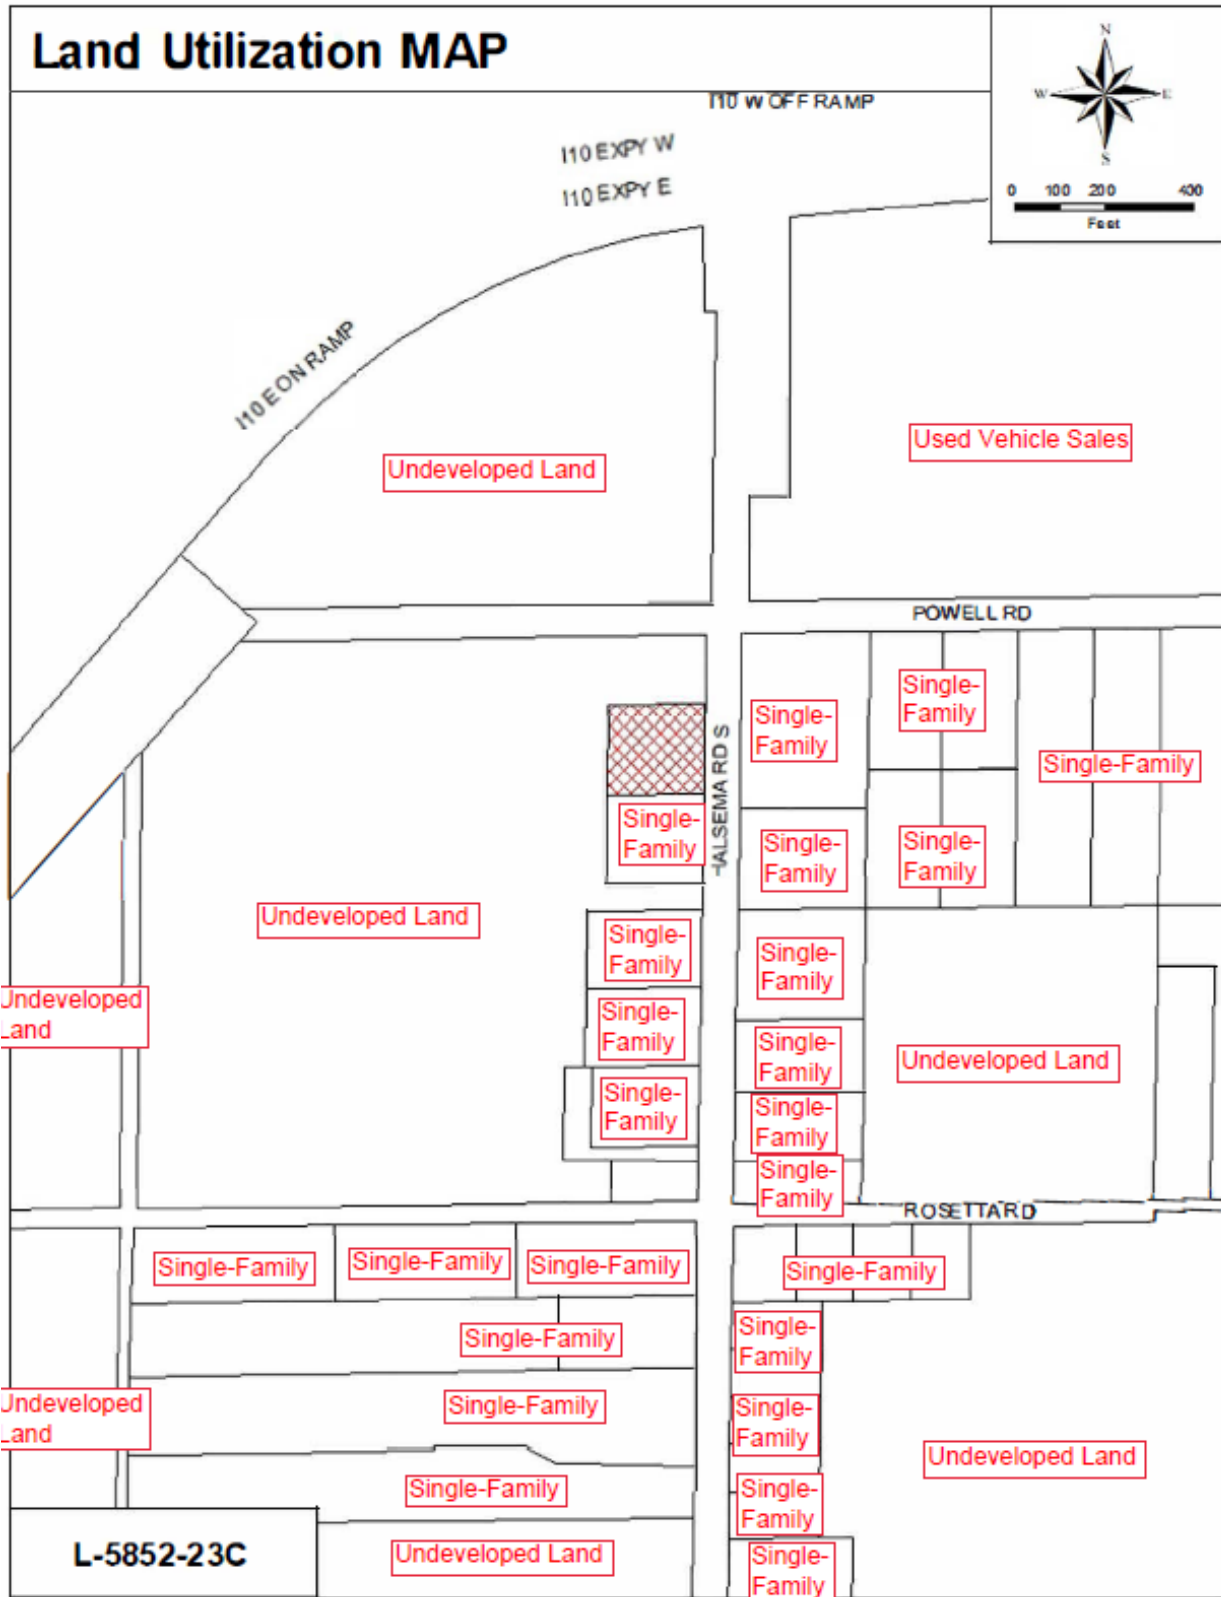 Land Utilization MAP
N
W
E
S
0 100 200 400
Feet
I10 W OFF RAMP
I10 EXPY W
I10 EXPY E
I10 E ON RAMP
Undeveloped Land
Used Vehicle Sales
POWELL RD
Single-
Family
Single-
Family
Single-Family
HALSEMA RD S
Single-
Family
Single-
Family
Single-
Family
Undeveloped Land
Single-
Family
Single-
Family
Undeveloped
Land
Single-
Family
Single-
Family
Undeveloped Land
Single-
Family
Single-
Family
Single-
Family
ROSETTA RD
Single-Family
Single-Family
Single-Family
Single-Family
Single-Family
Single-
Family
Undeveloped
Land
Single-Family
Single-
Family
Undeveloped Land
Single-Family
Single-
Family
L-5852-23C
Undeveloped Land
Single-
Family